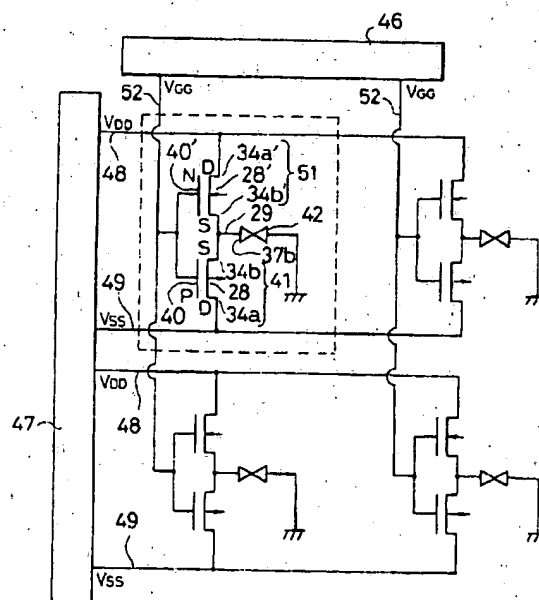 46
52 VGG 52 VGG
VDD
48
40' N D 34a' 51
28'
34b'
S 29 42
S 37b
34b 41
P 28
40 D 34a
49
VSS
VDD
47 48
49
VSS